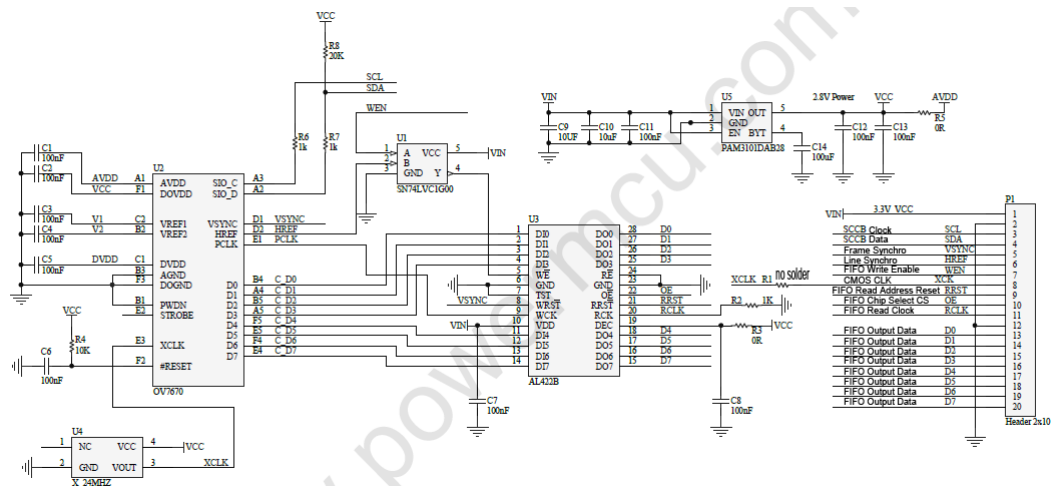 VCC
R8
20K
SCL
SDA
WEN
R6
1k
R7
1k
U1
1 A VCC 5 VIN
2 B
3 GND Y 4
SN74LVC1G00
VIN
C9
10UF
C10
10uF
C11
100nF
U5
1 VIN OUT 5
2 GND
3 EN BYT 4
PAM3101DAB28
2.8V Power
VCC
AVDD
R5
0R
C12
100nF
C13
100nF
C14
100nF
C1
100nF
C2
100nF
C3
100nF
C4
100nF
C5
100nF
U2
AVDD A1 AVDD SIO_C A3
VCC F1 DOVDD SIO_D A2
V1 C2 VREF1 VSYNC D1 VSYNC
V2 B2 VREF2 HREF D2 HREF
PCLK E1 PCLK
DVDD C1 DVDD
B3 AGND
F3 DOGND D0 B4 C_D0
D1 A4 C_D1
B1 PWDN D2 B5 C_D2
E2 STROBE D3 A5 C_D3
D4 F5 C_D4
D5 E5 C_D5
E3 XCLK D6 F4 C_D6
D7 E4 C_D7
F2 #RESET
OV7670
VCC
R4
10K
C6
100nF
U4
1 NC VCC 4 VCC
2 GND VOUT 3 XCLK
X_24MHZ
U3
1 DI0 DO0 28 D0
2 DI1 DO1 27 D1
3 DI2 DO2 26 D2
4 DI3 DO3 25 D3
5 WE RE 24
6 GND GND 23
7 TST OE 22 OE
VSYNC 8 WRST RRST 21 RRST
9 WCK RCK 20 RCLK
VIN 10 VDD DEC 19
11 DI4 DO4 18 D4
12 DI5 DO5 17 D5
13 DI6 DO6 16 D6
14 DI7 DO7 15 D7
AL422B
C7
100nF
C8
100nF
R3
0R
VCC
R2 1K
XCLK R1 no solder
P1
VIN 3.3V VCC 1
2
SCCB Clock SCL 3
SCCB Data SDA 4
Frame Synchro VSYNC 5
Line Synchro HREF 6
FIFO Write Enable WEN 7
CMOS CLK XCLK 8
FIFO Read Address Reset RRST 9
FIFO Chip Select CS OE 10
FIFO Read Clock RCLK 11
12
FIFO Output Data D0 13
FIFO Output Data D1 14
FIFO Output Data D2 15
FIFO Output Data D3 16
FIFO Output Data D4 17
FIFO Output Data D5 18
FIFO Output Data D6 19
FIFO Output Data D7 20
Header 2x10
.powermcu.com